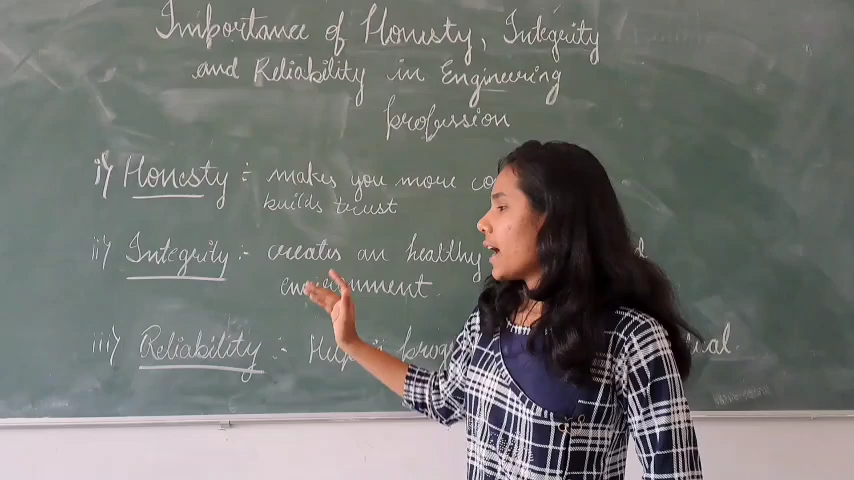 Importance of Honesty, Integrity
and Reliability in Engineering
profession
i) Honesty :- makes you more
builds trust
ii) Integrity :- creates an healthy
environment.
iii) Reliability :-